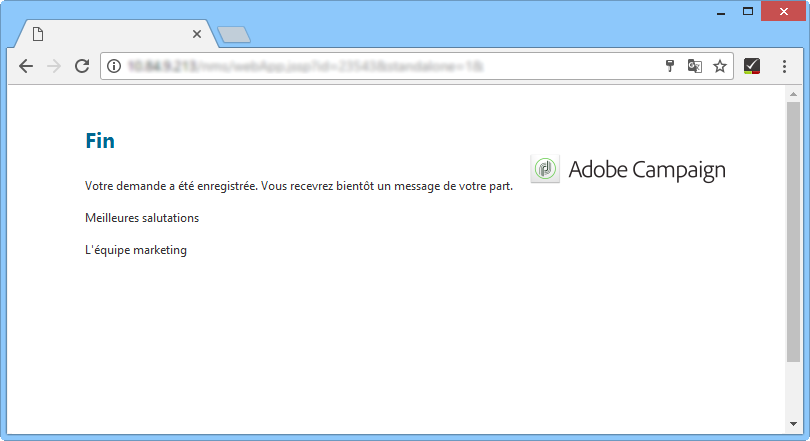 Fin
Adobe Campaign
Votre demande a été enregistrée. Vous recevrez bientôt un message de votre part.
Meilleures salutations
L'équipe marketing